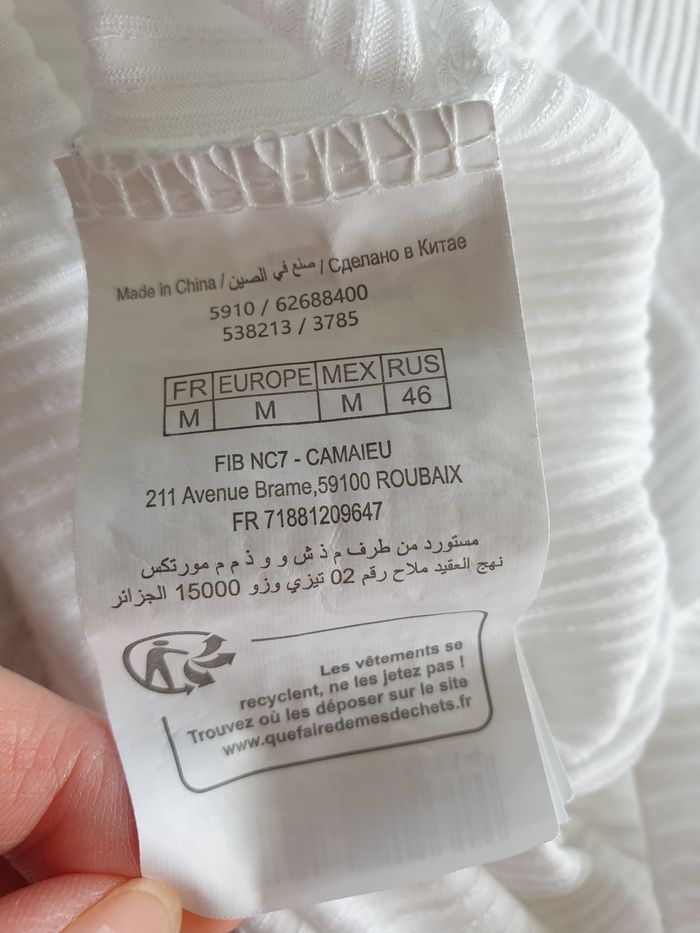 Made in China / صنع في الصين / Сделано в Китае
5910 / 62688400
538213 / 3785
FR EUROPE MEX RUS
M M M 46
FIB NC7 - CAMAIEU
211 Avenue Brame,59100 ROUBAIX
FR 71881209647
مستورد من طرف م ذ ش و و ذ م م مورتكس
نهج العقيد ملاح رقم 02 تيزي وزو 15000 الجزائر
Les vêtements se
recyclent, ne les jetez pas !
Trouvez où les déposer sur le site
www.quefairedemesdechets.fr